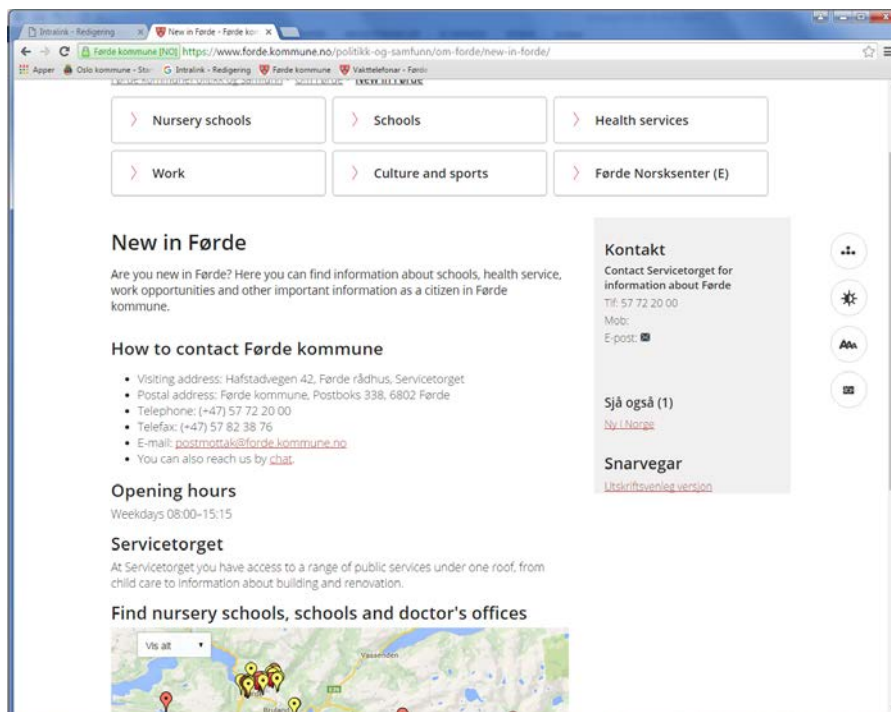 Intralink - Redigering
New in Førde - Førde kor
Førde kommune [NO]
https://www.forde.kommune.no/politikk-og-samfunn/om-forde/new-in-forde/
Apper
Oslo kommune - Star
Intralink - Redigering
Førde kommune
Vakttelefonar - Førde
New in Førde
Nursery schools
Schools
Health services
Work
Culture and sports
Førde Norsksenter (E)
New in Førde
Are you new in Førde? Here you can find information about schools, health service,
work opportunities and other important information as a citizen in Førde
kommune.
How to contact Førde kommune
Visiting address: Hafstadvegen 42, Førde rådhus, Servicetorget
Postal address: Førde kommune, Postboks 338, 6802 Førde
Telephone: (+47) 57 72 20 00
Telefax: (+47) 57 82 38 76
E-mail: postmottak@forde.kommune.no
You can also reach us by chat.
Opening hours
Weekdays 08:00–15:15
Servicetorget
At Servicetorget you have access to a range of public services under one roof, from
child care to information about building and renovation.
Find nursery schools, schools and doctor's offices
Vis alt
Vassenden
E39
Bruland
Kontakt
Contact Servicetorget for
information about Førde
Tlf: 57 72 20 00
Mob:
E-post:
Sjå også (1)
Ny i Norge
Snarvegar
Utskriftsvenleg versjon
AAA